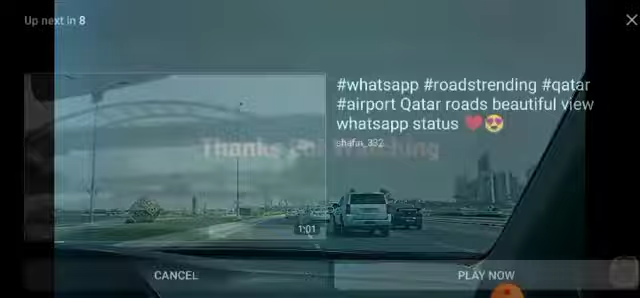 Up next in 8
#whatsapp #roadstrending #qatar
#airport Qatar roads beautiful view
whatsapp status ❤️😍
shafin_332
Thanks For Watching
1:01
CANCEL
PLAY NOW